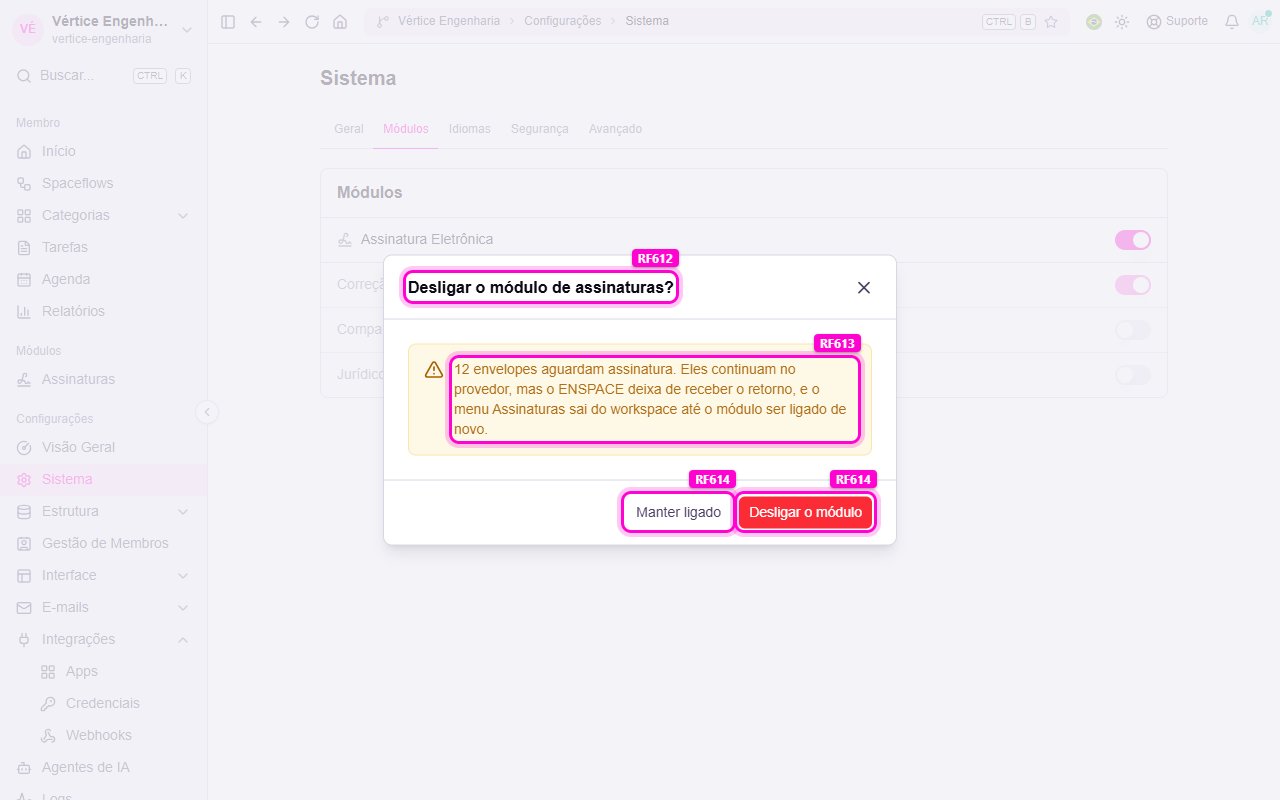 VÉ
Vértice Engenh...
vertice-engenharia
Vértice Engenharia
Configurações
Sistema
CTRL
B
Suporte
AR
Buscar...
CTRL
K
Membro
Início
Spaceflows
Categorias
Tarefas
Agenda
Relatórios
Módulos
Assinaturas
Configurações
Visão Geral
Sistema
Estrutura
Gestão de Membros
Interface
E-mails
Integrações
Apps
Credenciais
Webhooks
Agentes de IA
Logs
Sistema
Geral
Módulos
Idiomas
Segurança
Avançado
Módulos
Assinatura Eletrônica
RF612
Desligar o módulo de assinaturas?
RF613
12 envelopes aguardam assinatura. Eles continuam no
provedor, mas o ENSPACE deixa de receber o retorno, e o
menu Assinaturas sai do workspace até o módulo ser ligado de
novo.
RF614
Manter ligado
RF614
Desligar o módulo